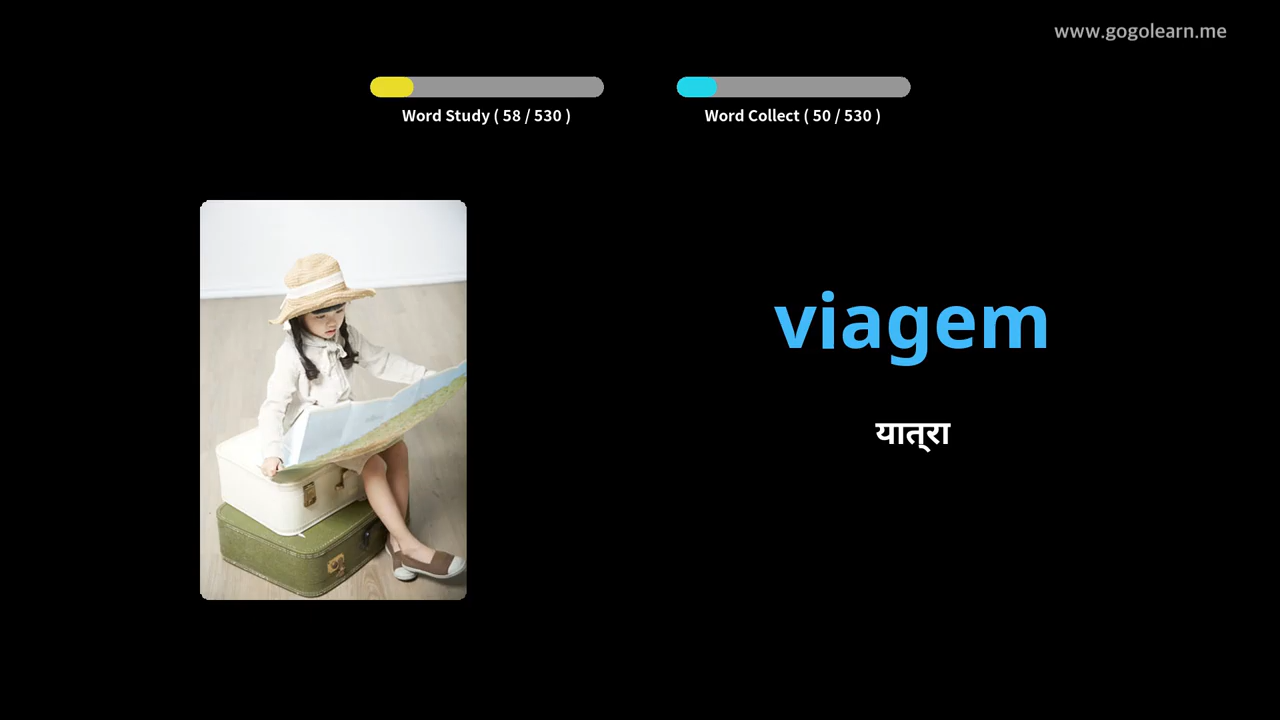 www.gogolearn.me
Word Study ( 58 / 530 )
Word Collect ( 50 / 530 )
viagem
यात्रा